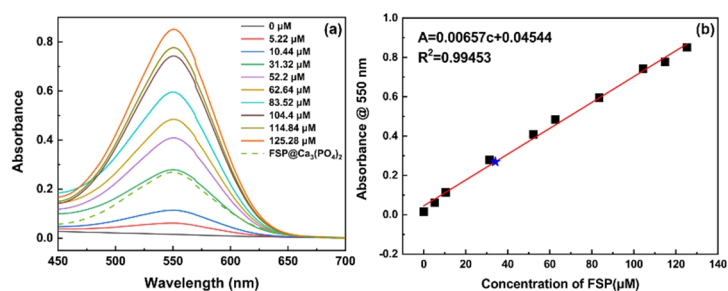 (a)
0 µM
5.22 µM
10.44 µM
31.32 µM
52.2 µM
62.64 µM
83.52 µM
104.4 µM
114.84 µM
125.28 µM
FSP@Ca3(PO4)2
0.8
0.6
0.4
0.2
0.0
Absorbance
450 500 550 600 650 700
Wavelength (nm)
(b)
A=0.00657c+0.04544
R²=0.99453
1.0
0.8
0.6
0.4
0.2
0.0
-0.2
Absorbance @ 550 nm
0 20 40 60 80 100 120 140
Concentration of FSP(µM)